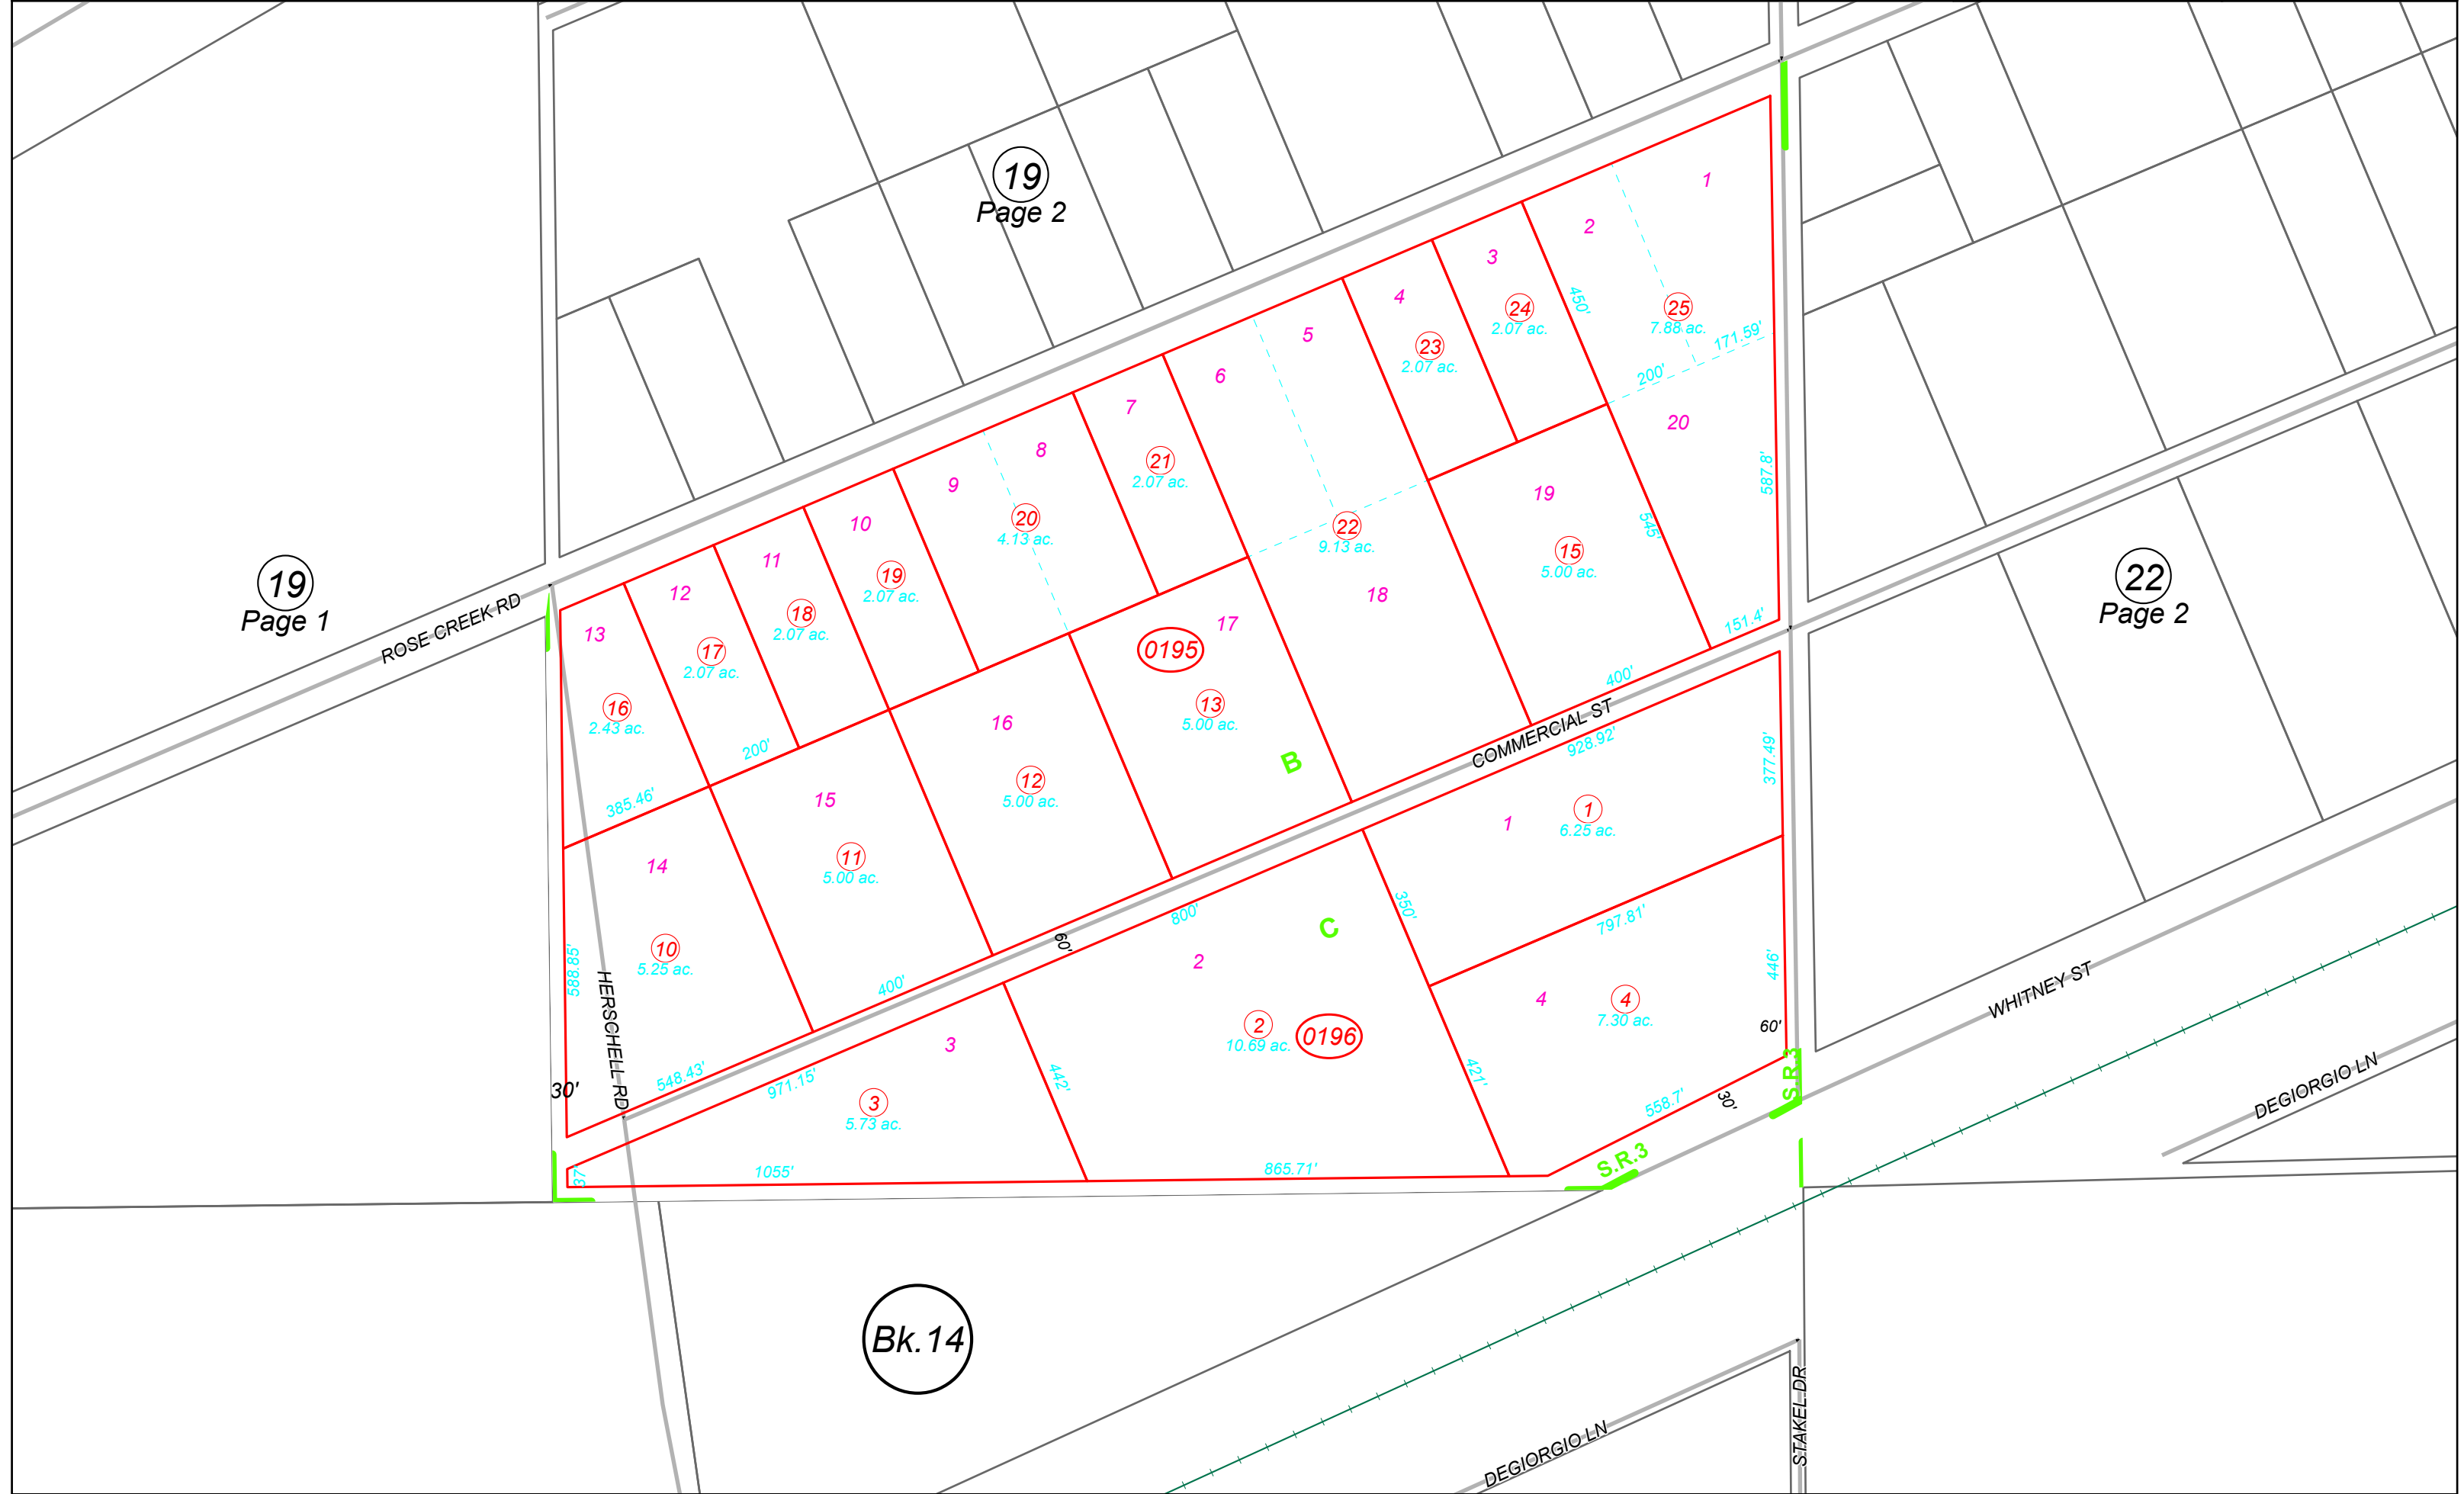 19
Page 2
1
2
3
4
5
6
7
8
9
10
11
12
13
450'
24
2.07 ac.
25
7.88 ac.
171.59'
200'
23
2.07 ac.
20
21
2.07 ac.
587.8'
19
545'
22
9.13 ac.
20
4.13 ac.
15
5.00 ac.
19
2.07 ac.
18
2.07 ac.
17
2.07 ac.
16
2.43 ac.
18
17
0195
151.4'
400'
19
Page 1
ROSE CREEK RD
22
Page 2
13
5.00 ac.
16
200'
385.46'
B
COMMERCIAL ST
928.92'
377.49'
12
5.00 ac.
15
1
1
6.25 ac.
11
5.00 ac.
14
350'
797.81'
800'
C
60'
2
10
5.25 ac.
588.85'
400'
446'
4
4
7.30 ac.
60'
WHITNEY ST
HERSCHELL RD
3
2
10.69 ac.
0196
442'
421'
S.R.3
30'
548.43'
971.15'
3
5.73 ac.
558.7'
30'
DEGIORGIO LN
S.R.3
37'
1055'
865.71'
Bk.14
STAKEL DR
DEGIORGIO LN